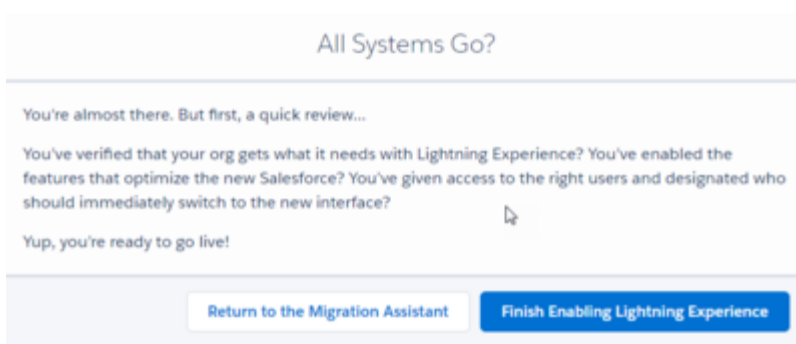 All Systems Go?
You're almost there. But first, a quick review...
You've verified that your org gets what it needs with Lightning Experience? You've enabled the
features that optimize the new Salesforce? You've given access to the right users and designated who
should immediately switch to the new interface?
Yup, you're ready to go live!
Return to the Migration Assistant
Finish Enabling Lightning Experience